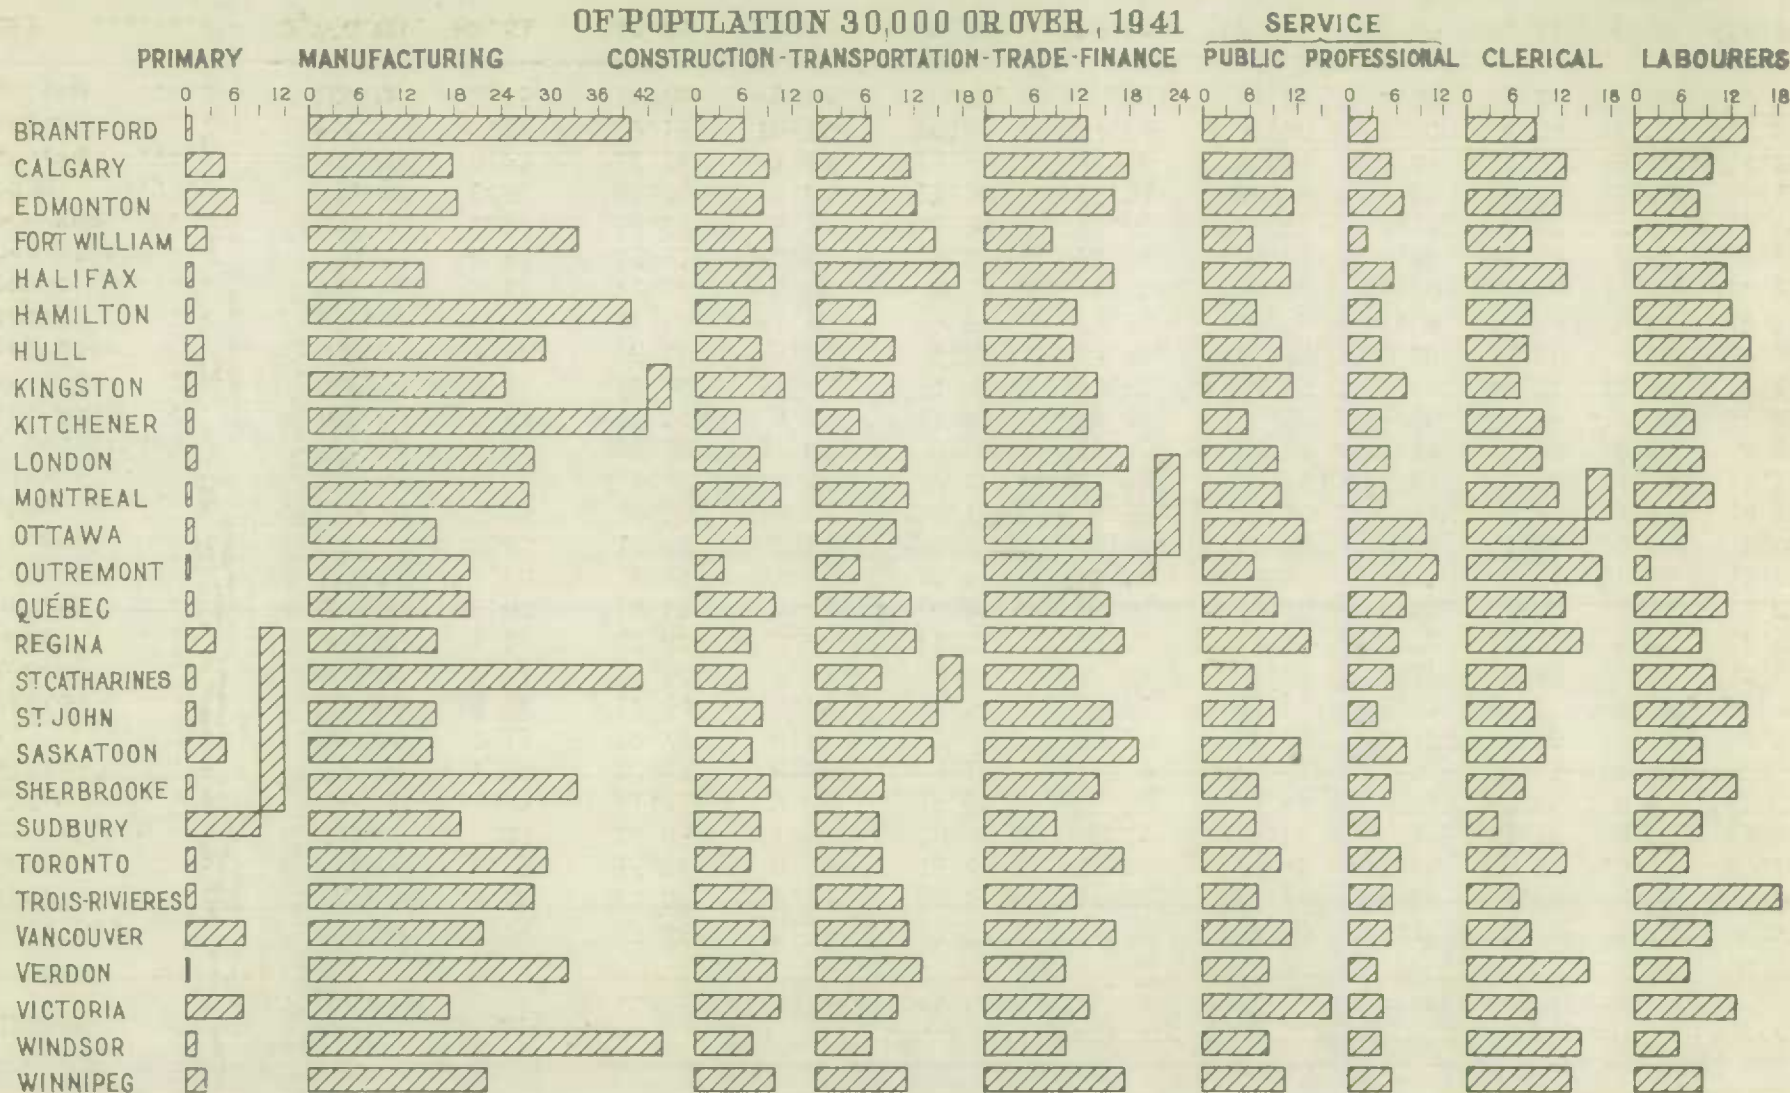 OF POPULATION 30,000 OR OVER, 1941
SERVICE
PRIMARY MANUFACTURING CONSTRUCTION-TRANSPORTATION-TRADE-FINANCE PUBLIC PROFESSIONAL CLERICAL LABOURERS
0 6 12 0 6 12 18 24 30 36 42 0 6 12 0 6 12 18 0 6 12 18 24 0 6 12 0 6 12 0 6 12 18 0 6 12 18
BRANTFORD
CALGARY
EDMONTON
FORT WILLIAM
HALIFAX
HAMILTON
HULL
KINGSTON
KITCHENER
LONDON
MONTREAL
OTTAWA
OUTREMONT
QUÉBEC
REGINA
ST CATHARINES
ST JOHN
SASKATOON
SHERBROOKE
SUDBURY
TORONTO
TROIS-RIVIERES
VANCOUVER
VERDON
VICTORIA
WINDSOR
WINNIPEG